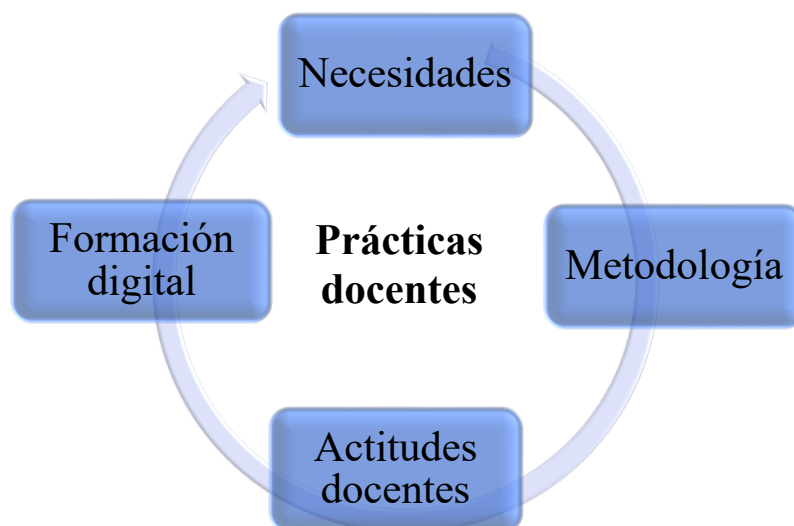 Necesidades
Formación
digital
Prácticas
docentes
Metodología
Actitudes
docentes